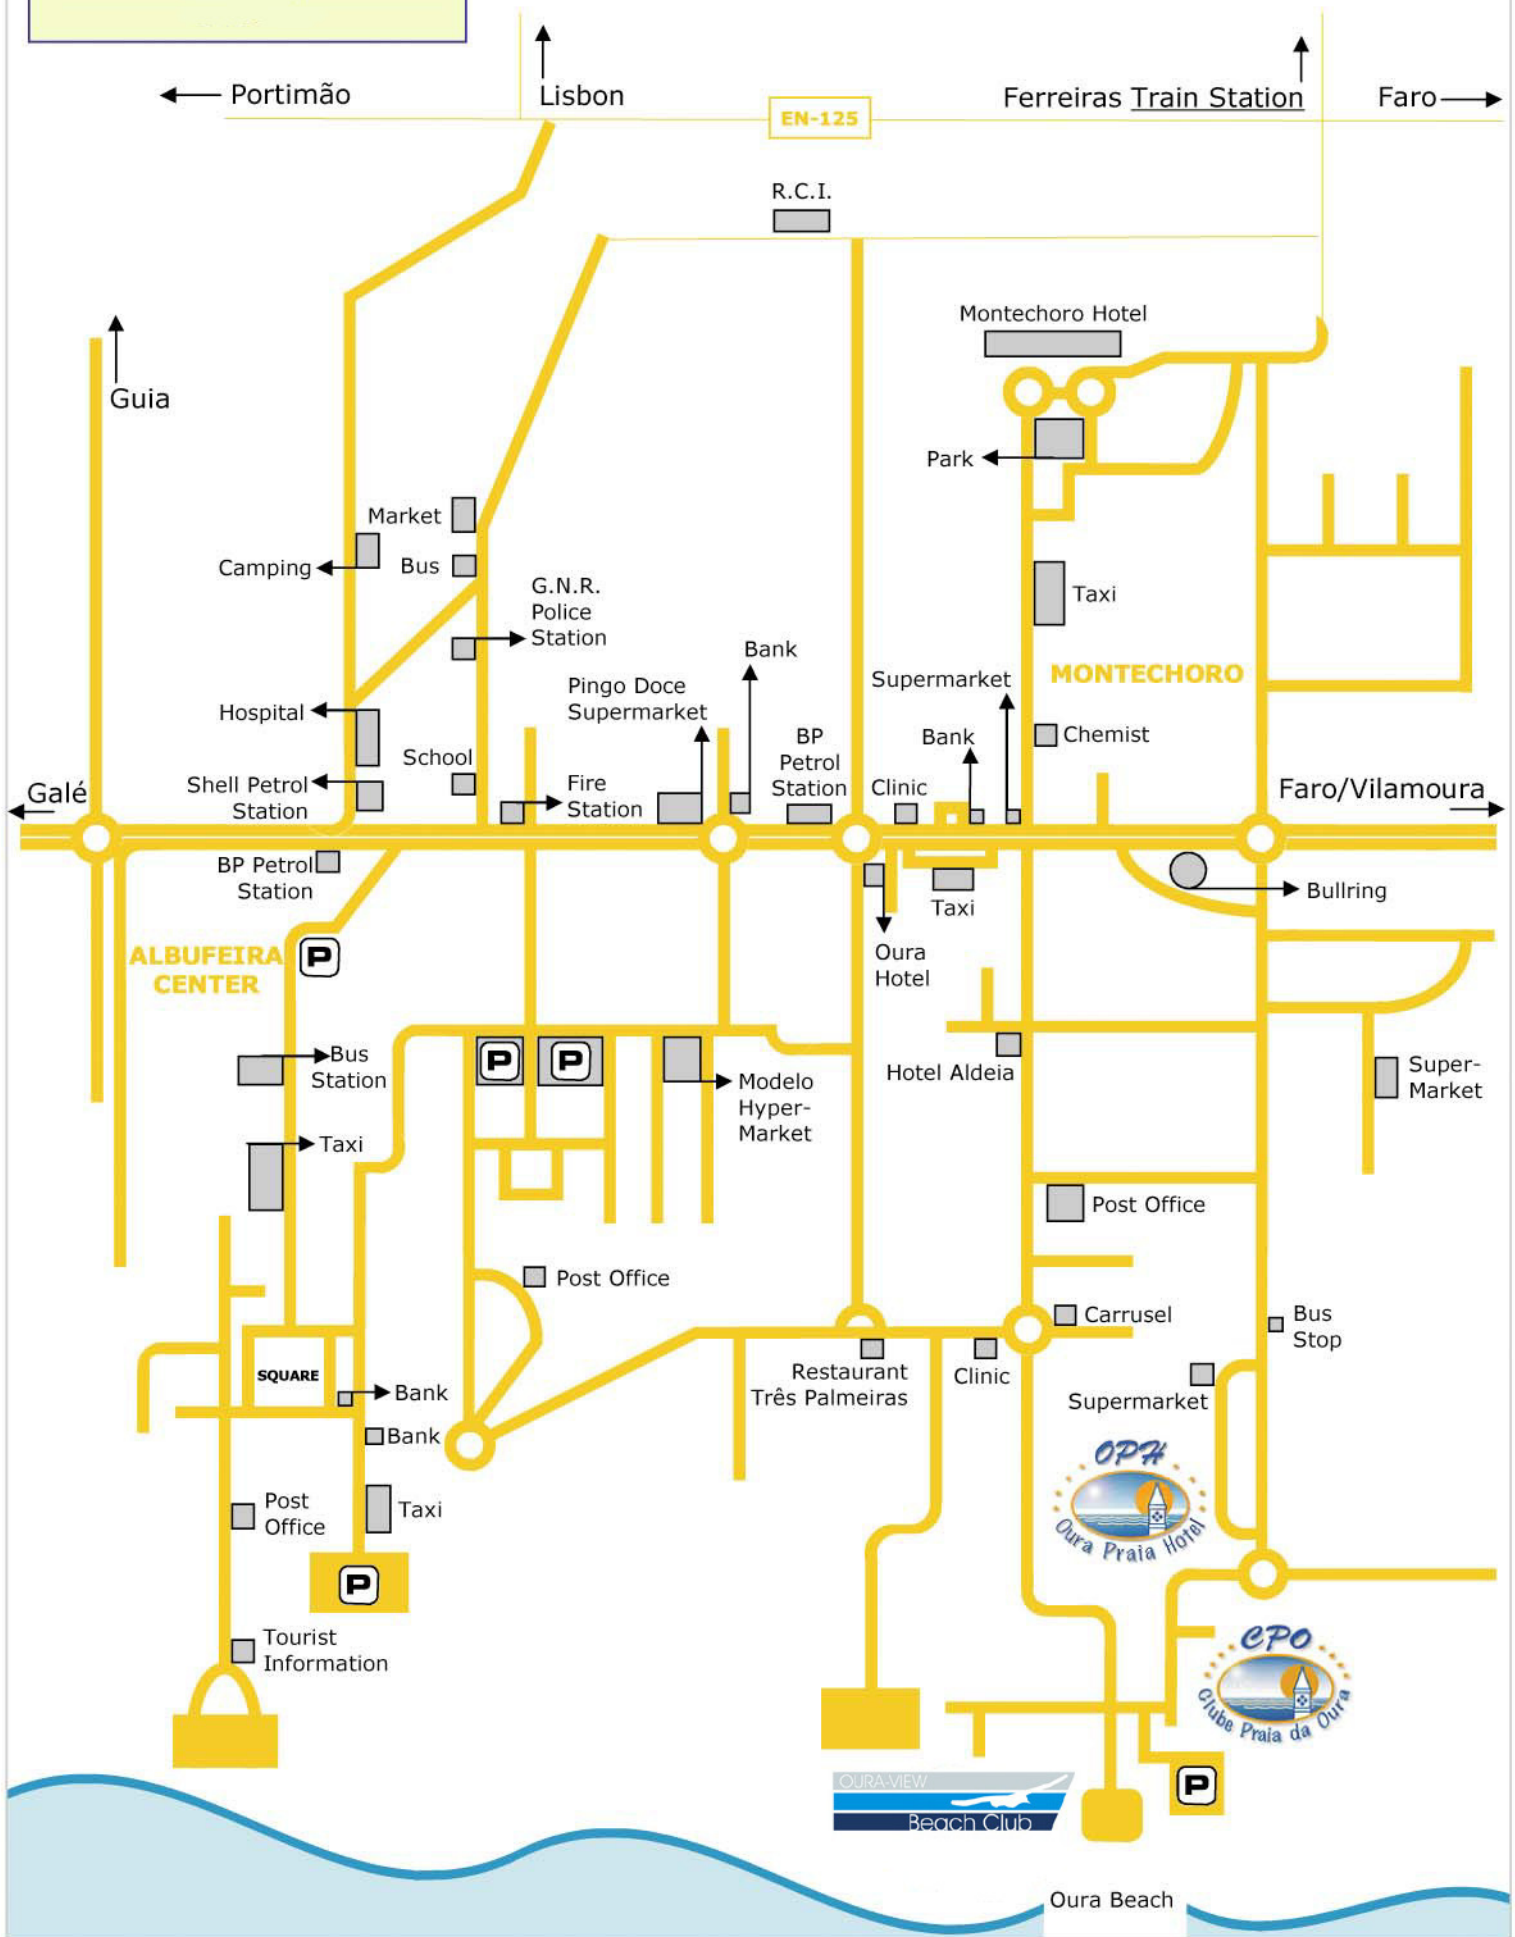 Portimão
Lisbon
Ferreiras Train Station
Faro
EN-125
R.C.I.
Montechoro Hotel
Guia
Park
Market
Camping
Bus
G.N.R.
Police
Station
Taxi
Bank
MONTECHORO
Pingo Doce
Supermarket
Supermarket
Hospital
Chemist
BP
Petrol
Station
Bank
School
Shell Petrol
Station
Fire
Station
Clinic
Galé
Faro/Vilamoura
BP Petrol
Station
Bullring
Taxi
ALBUFEIRA
CENTER
P
Oura
Hotel
Bus
Station
P
P
Modelo
Hyper-
Market
Hotel Aldeia
Super-
Market
Taxi
Post Office
Post Office
Carrusel
Bus
Stop
SQUARE
Restaurant
Três Palmeiras
Clinic
Bank
Supermarket
Bank
OPH
Oura Praia Hotel
Post
Office
Taxi
P
Tourist
Information
CPO
Clube Praia da Oura
OURA-VIEW
Beach Club
P
Oura Beach